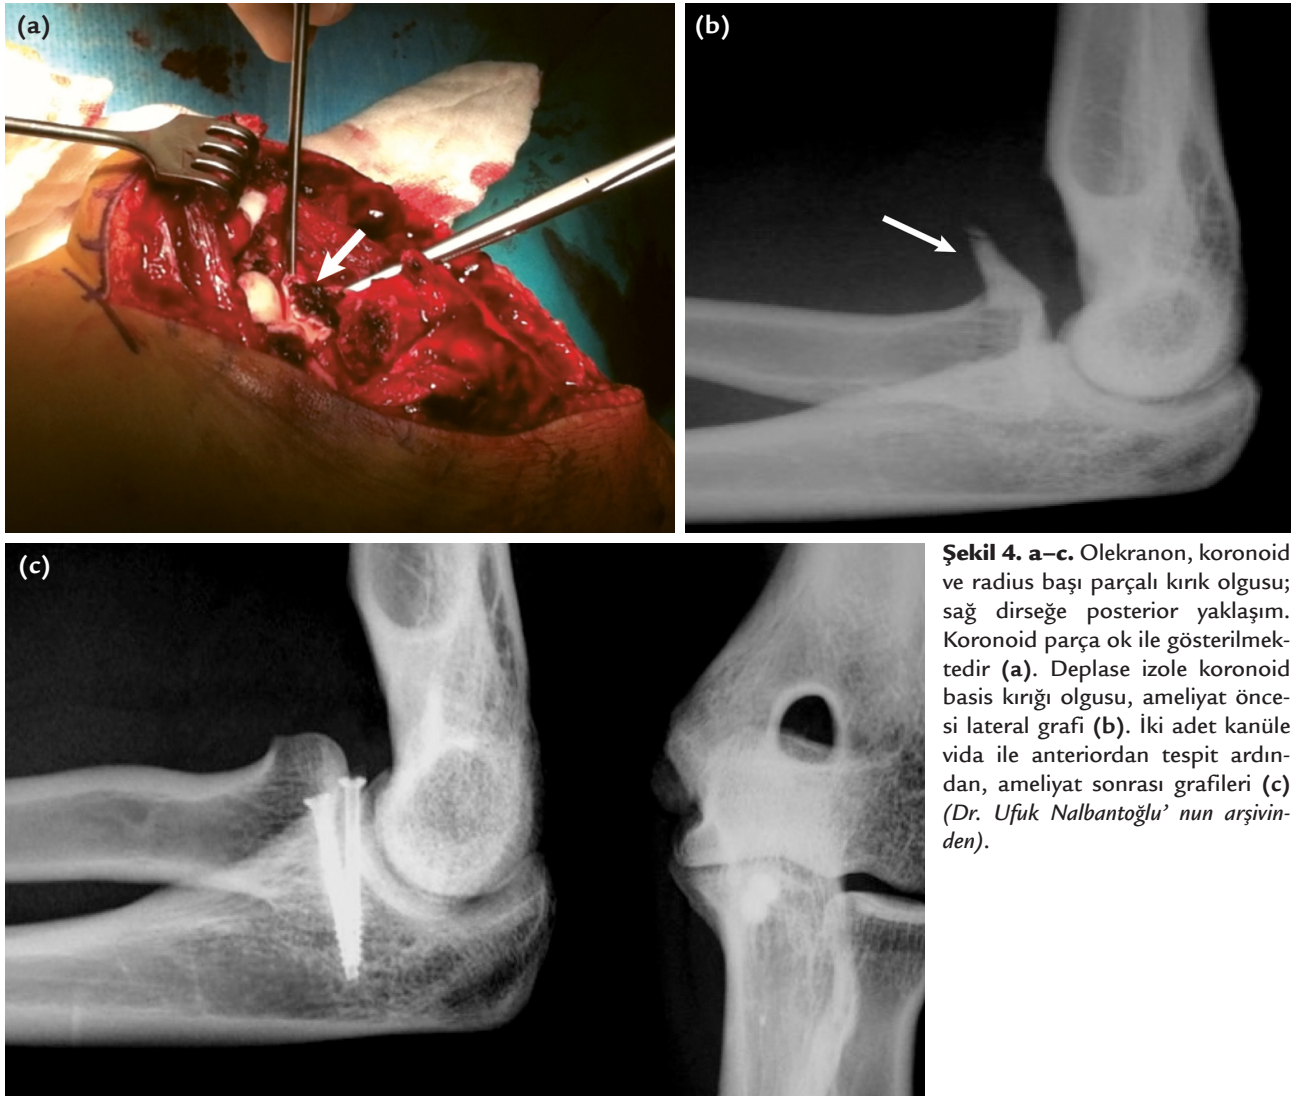 (a)
(b)
(c)
Şekil 4. a–c. Olekranon, koronoid
ve radius başı parçalı kırık olgusu;
sağ dirseğe posterior yaklaşım.
Koronoid parça ok ile gösterilmek-
tedir (a). Deplase izole koronoid
basis kırığı olgusu, ameliyat önce-
si lateral grafi (b). İki adet kanüle
vida ile anteriordan tespit ardın-
dan, ameliyat sonrası grafileri (c)
(Dr. Ufuk Nalbantoğlu’ nun arşivin-
den).